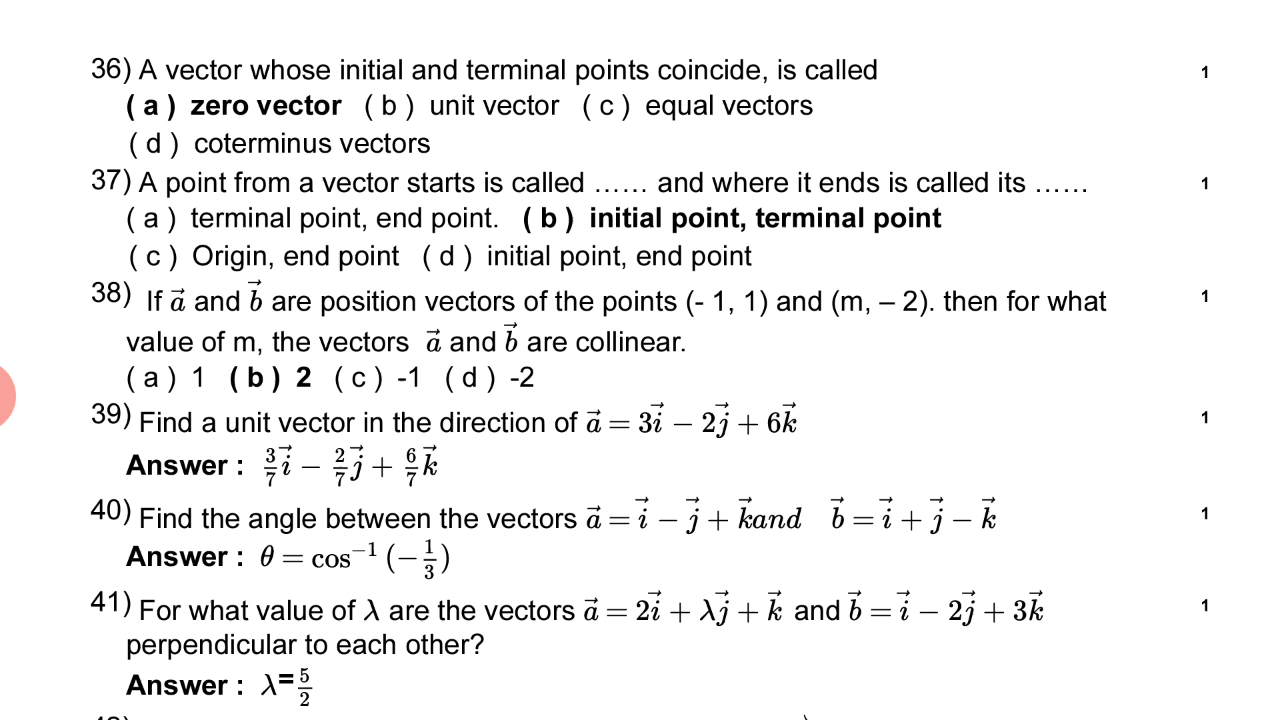 36) A vector whose initial and terminal points coincide, is called 1
( a ) zero vector ( b ) unit vector ( c ) equal vectors
( d ) coterminus vectors
37) A point from a vector starts is called …… and where it ends is called its …… 1
( a ) terminal point, end point. ( b ) initial point, terminal point
( c ) Origin, end point ( d ) initial point, end point
38) If a⃗ and b⃗ are position vectors of the points (- 1, 1) and (m, – 2). then for what 1
value of m, the vectors a⃗ and b⃗ are collinear.
( a ) 1 ( b ) 2 ( c ) -1 ( d ) -2
39) Find a unit vector in the direction of a⃗ = 3i⃗ − 2j⃗ + 6k⃗ 1
Answer : 3/7 i⃗ − 2/7 j⃗ + 6/7 k⃗
40) Find the angle between the vectors a⃗ = i⃗ − j⃗ + k⃗and b⃗ = i⃗ + j⃗ − k⃗ 1
Answer : θ = cos⁻¹ (−1/3)
41) For what value of λ are the vectors a⃗ = 2i⃗ + λj⃗ + k⃗ and b⃗ = i⃗ − 2j⃗ + 3k⃗ 1
perpendicular to each other?
Answer : λ= 5/2